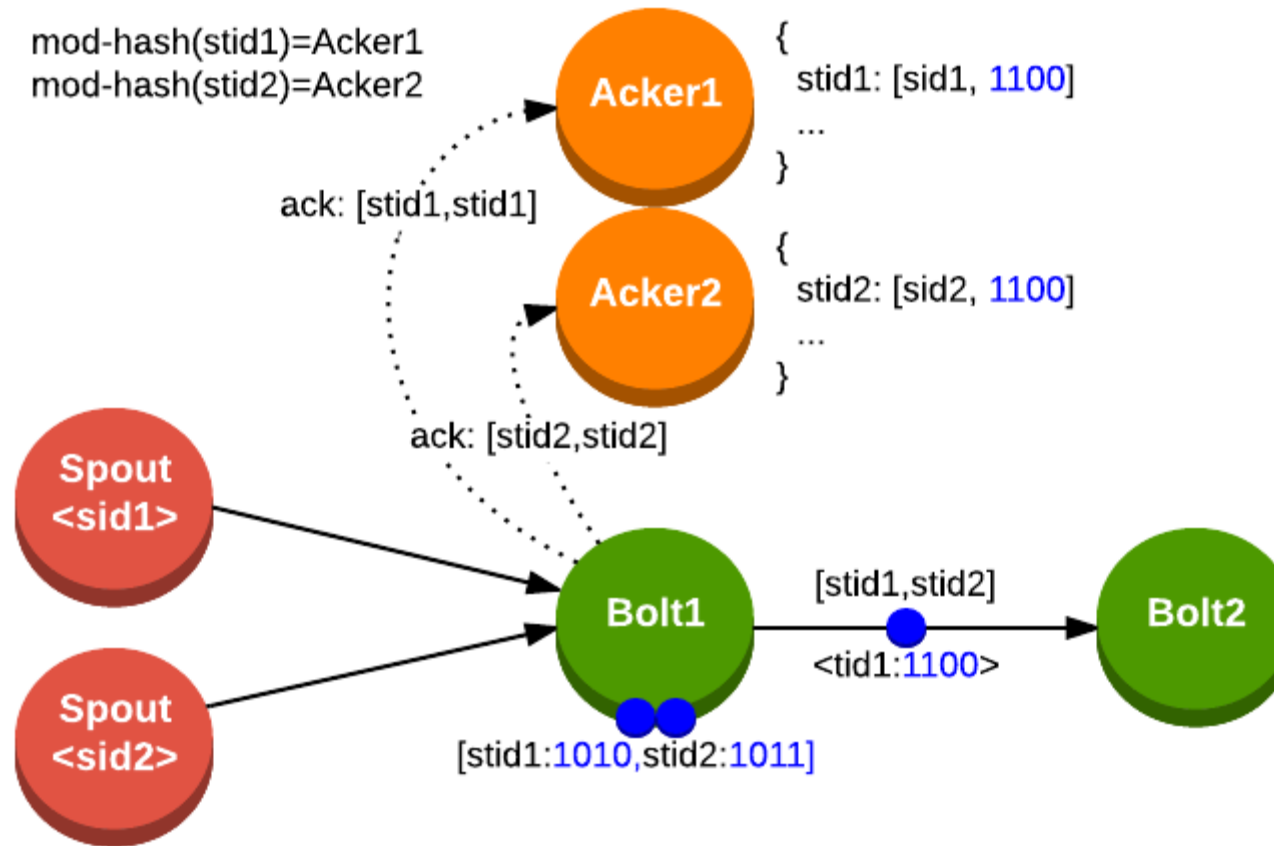 mod-hash(stid1)=Acker1
mod-hash(stid2)=Acker2
Acker1
{
stid1: [sid1, 1100]
...
}
ack: [stid1,stid1]
Acker2
{
stid2: [sid2, 1100]
...
}
ack: [stid2,stid2]
Spout
<sid1>
Spout
<sid2>
Bolt1
[stid1:1010,stid2:1011]
[stid1,stid2]
<tid1:1100>
Bolt2